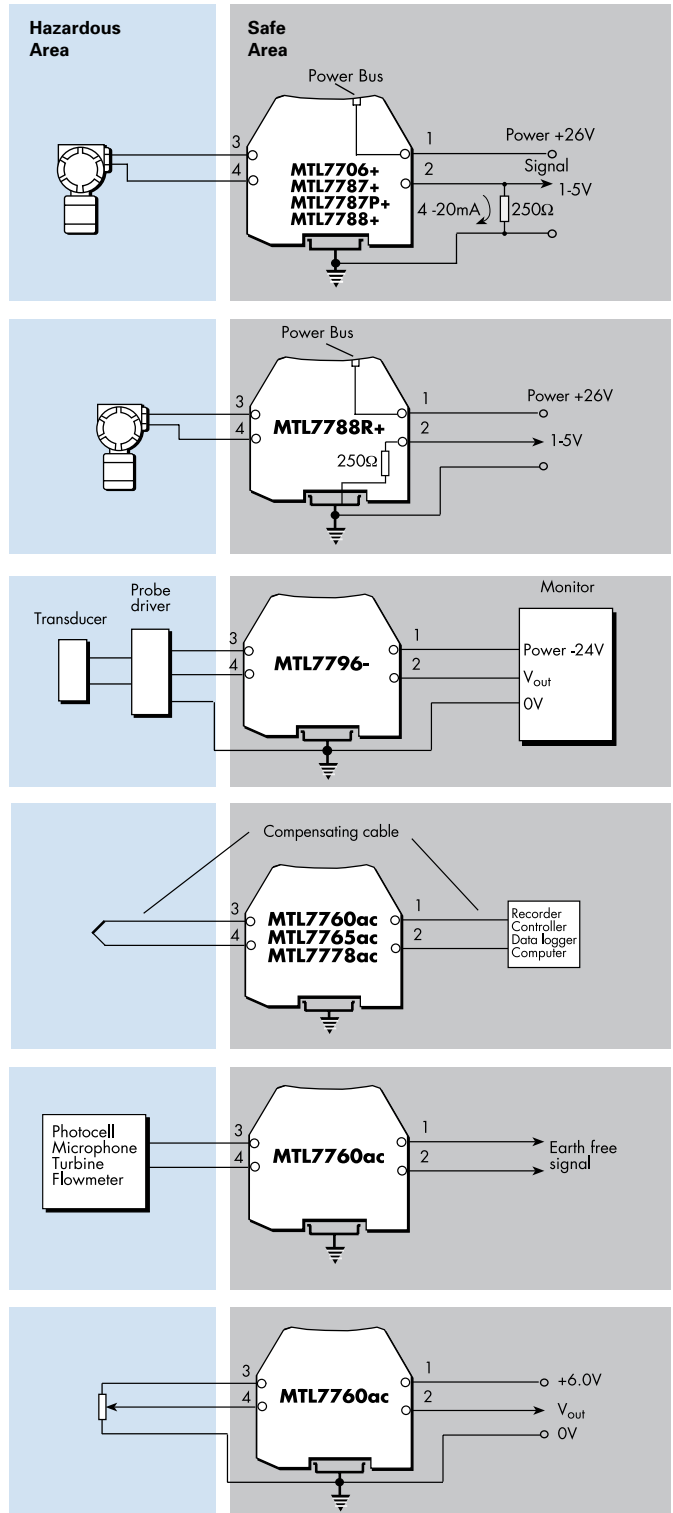 Hazardous
Area
Safe
Area
Power Bus
3
4
MTL7706+
MTL7787+
MTL7787P+
MTL7788+
1
2
Power +26V
Signal
1-5V
4 -20mA
250Ω
Power Bus
3
4
MTL7788R+
250Ω
1
2
Power +26V
1-5V
Transducer
Probe
driver
3
4
MTL7796-
1
2
Monitor
Power -24V
Vout
0V
Compensating cable
3
4
MTL7760ac
MTL7765ac
MTL7778ac
1
2
Recorder
Controller
Data logger
Computer
Photocell
Microphone
Turbine
Flowmeter
3
4
MTL7760ac
1
2
Earth free
signal
3
4
MTL7760ac
1
2
+6.0V
Vout
0V